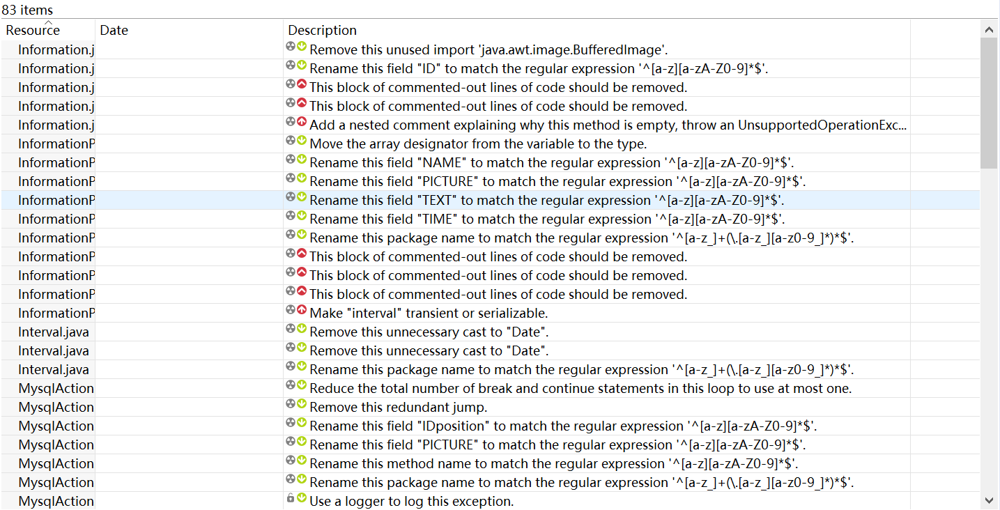 83 items
Resource Date Description
Information.j Remove this unused import 'java.awt.image.BufferedImage'.
Information.j Rename this field "ID" to match the regular expression '^[a-z][a-zA-Z0-9]*$'.
Information.j This block of commented-out lines of code should be removed.
Information.j This block of commented-out lines of code should be removed.
Information.j Add a nested comment explaining why this method is empty, throw an UnsupportedOperationExc...
InformationP Move the array designator from the variable to the type.
InformationP Rename this field "NAME" to match the regular expression '^[a-z][a-zA-Z0-9]*$'.
InformationP Rename this field "PICTURE" to match the regular expression '^[a-z][a-zA-Z0-9]*$'.
InformationP Rename this field "TEXT" to match the regular expression '^[a-z][a-zA-Z0-9]*$'.
InformationP Rename this field "TIME" to match the regular expression '^[a-z][a-zA-Z0-9]*$'.
InformationP Rename this package name to match the regular expression '^[a-z_]+(\.[a-z_][a-z0-9_]*)*$'.
InformationP This block of commented-out lines of code should be removed.
InformationP This block of commented-out lines of code should be removed.
InformationP This block of commented-out lines of code should be removed.
InformationP Make "interval" transient or serializable.
Interval.java Remove this unnecessary cast to "Date".
Interval.java Remove this unnecessary cast to "Date".
Interval.java Rename this package name to match the regular expression '^[a-z_]+(\.[a-z_][a-z0-9_]*)*$'.
MysqlAction Reduce the total number of break and continue statements in this loop to use at most one.
MysqlAction Remove this redundant jump.
MysqlAction Rename this field "IDposition" to match the regular expression '^[a-z][a-zA-Z0-9]*$'.
MysqlAction Rename this field "PICTURE" to match the regular expression '^[a-z][a-zA-Z0-9]*$'.
MysqlAction Rename this method name to match the regular expression '^[a-z][a-zA-Z0-9]*$'.
MysqlAction Rename this package name to match the regular expression '^[a-z_]+(\.[a-z_][a-z0-9_]*)*$'.
MysqlAction Use a logger to log this exception.